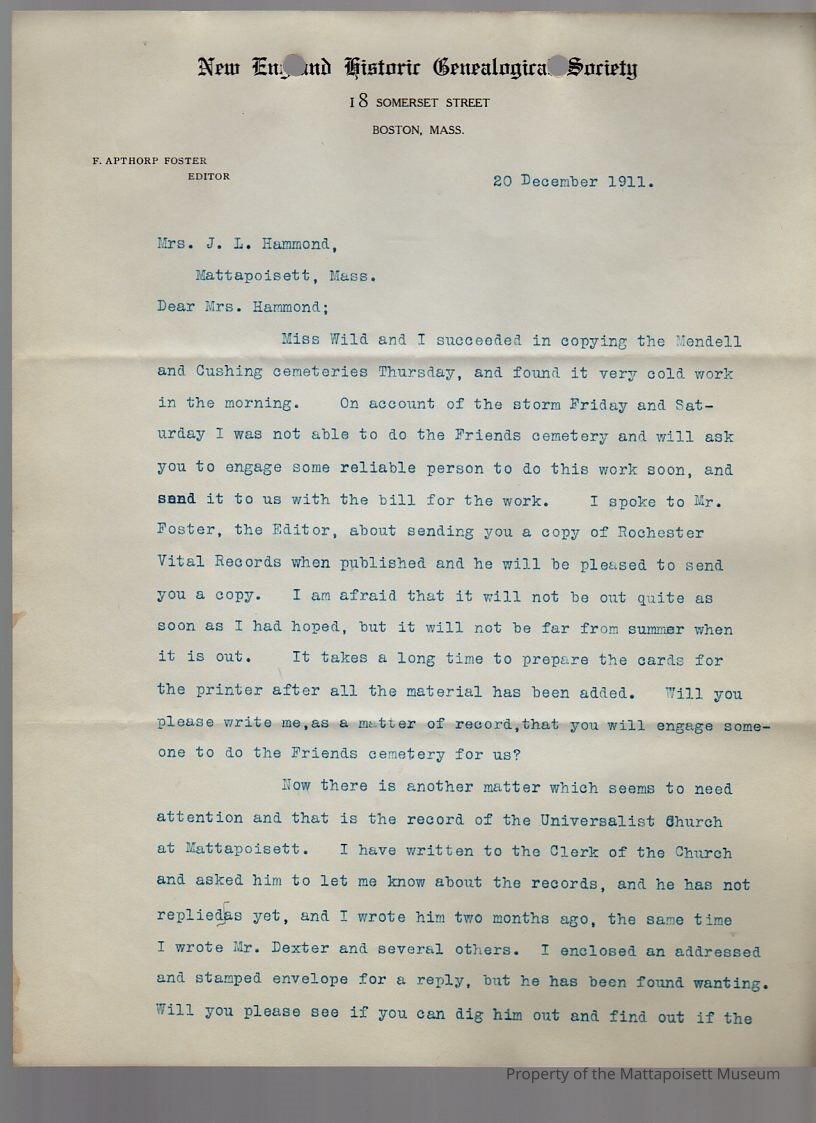 New England Historic Genealogical Society
18 SOMERSET STREET
BOSTON, MASS.
F. APTHORP FOSTER
EDITOR
20 December 1911.
Mrs. J. L. Hammond,
Mattapoisett, Mass.
Dear Mrs. Hammond;
Miss Wild and I succeeded in copying the Mendell
and Cushing cemeteries Thursday, and found it very cold work
in the morning. On account of the storm Friday and Sat-
urday I was not able to do the Friends cemetery and will ask
you to engage some reliable person to do this work soon, and
send it to us with the bill for the work. I spoke to Mr.
Foster, the Editor, about sending you a copy of Rochester
Vital Records when published and he will be pleased to send
you a copy. I am afraid that it will not be out quite as
soon as I had hoped, but it will not be far from summer when
it is out. It takes a long time to prepare the cards for
the printer after all the material has been added. Will you
please write me,as a matter of record,that you will engage some-
one to do the Friends cemetery for us?
Now there is another matter which seems to need
attention and that is the record of the Universalist Church
at Mattapoisett. I have written to the Clerk of the Church
and asked him to let me know about the records, and he has not
replied as yet, and I wrote him two months ago, the same time
I wrote Mr. Dexter and several others. I enclosed an addressed
and stamped envelope for a reply, but he has been found wanting.
Will you please see if you can dig him out and find out if the
Property of the Mattapoisett Museum